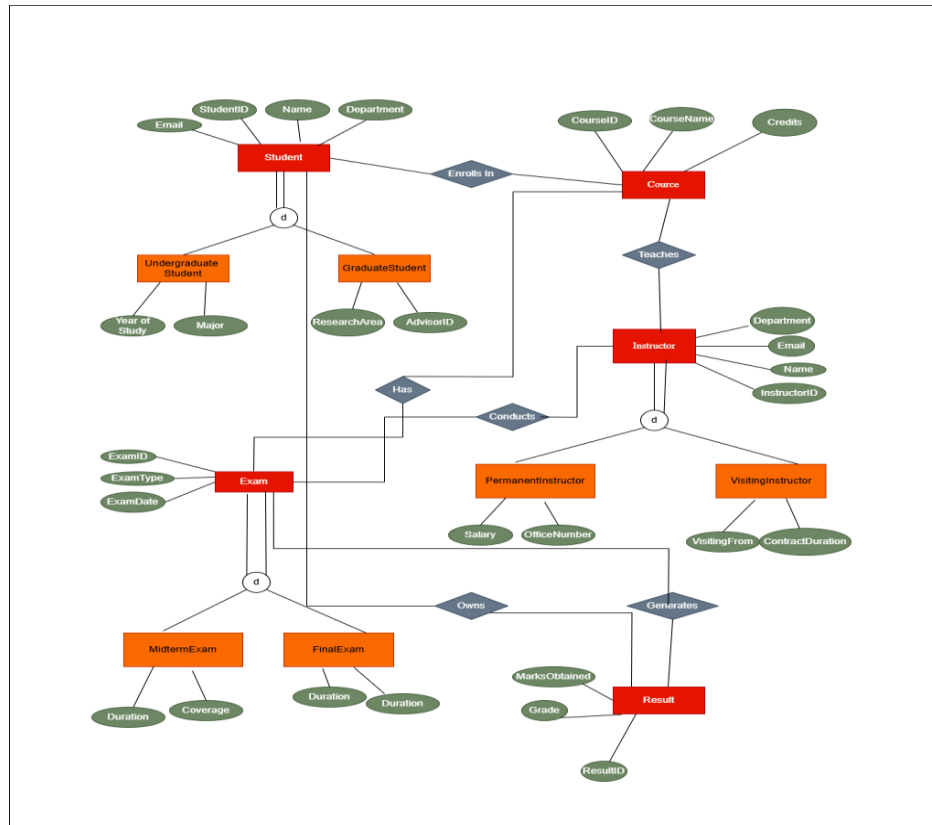 StudentID
Name
Department
Email
Student
CourseID
CourseName
Credits
Enrolls In
Cource
d
Undergraduate
Student
GraduateStudent
Teaches
Year of
Study
Major
ResearchArea
AdvisorID
Department
Instructor
Email
Name
InstructorID
Has
Conducts
d
ExamID
ExamType
Exam
ExamDate
PermanentInstructor
VisitingInstructor
Salary
OfficeNumber
VisitingFrom
ContractDuration
d
Owns
Generates
MidtermExam
FinalExam
Duration
Coverage
Duration
Duration
MarksObtained
Result
Grade
ResultID